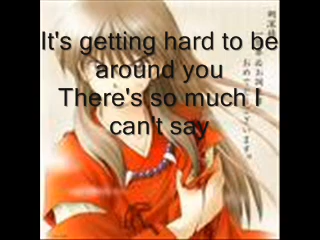 It's getting hard to be
around you
There's so much I
can't say